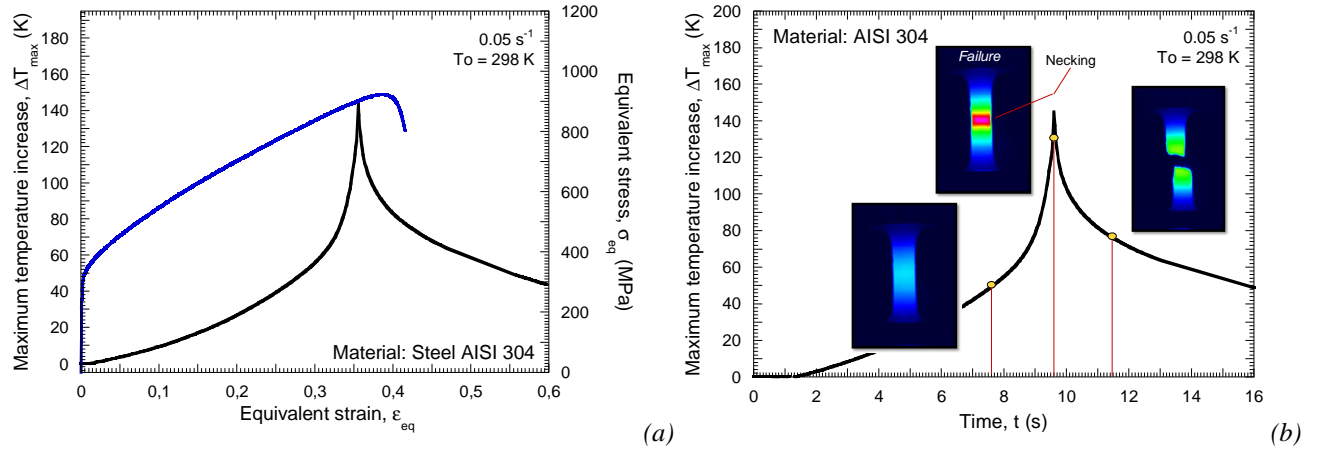 Maximum temperature increase, ΔT_max (K)
180
160
140
120
100
80
60
40
20
0
0.05 s⁻¹
To = 298 K
Material: Steel AISI 304
1200
1000
800
600
400
200
0
Equivalent stress, σ_eq (MPa)
0 0,1 0,2 0,3 0,4 0,5 0,6
Equivalent strain, ε_eq
(a)
Maximum temperature increase, ΔT_max (K)
200
180
160
140
120
100
80
60
40
20
0
Material: AISI 304
0.05 s⁻¹
To = 298 K
Failure
Necking
0 2 4 6 8 10 12 14 16
Time, t (s)
(b)